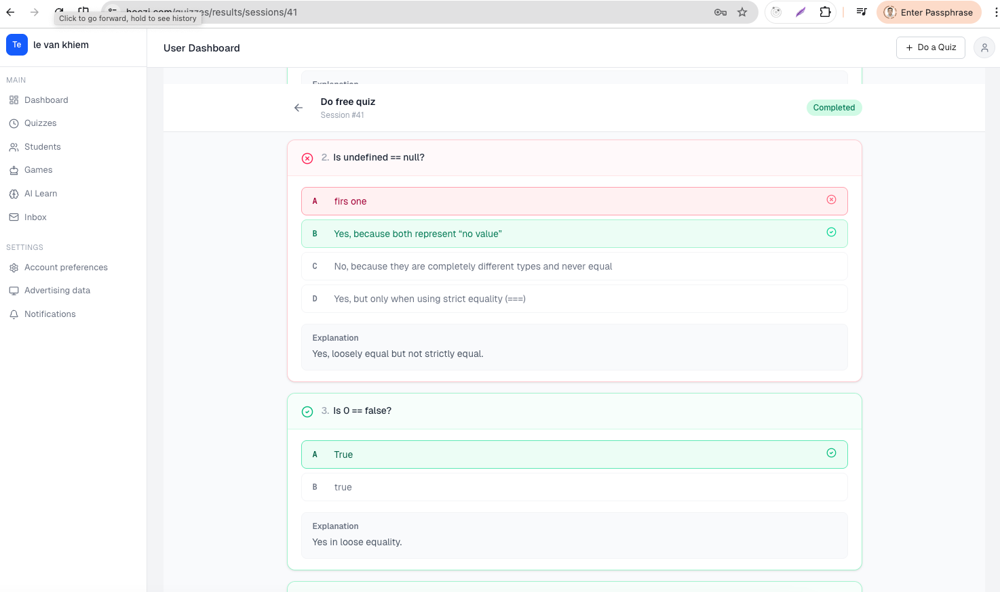 /quizzes/results/sessions/41
Enter Passphrase
Click to go forward, hold to see history
Te
le van khiem
User Dashboard
+ Do a Quiz
MAIN
Dashboard
Quizzes
Students
Games
AI Learn
Inbox
SETTINGS
Account preferences
Advertising data
Notifications
Explanation
Do free quiz
Session #41
Completed
2. Is undefined == null?
A firs one
B Yes, because both represent “no value”
C No, because they are completely different types and never equal
D Yes, but only when using strict equality (===)
Explanation
Yes, loosely equal but not strictly equal.
3. Is 0 == false?
A True
B true
Explanation
Yes in loose equality.